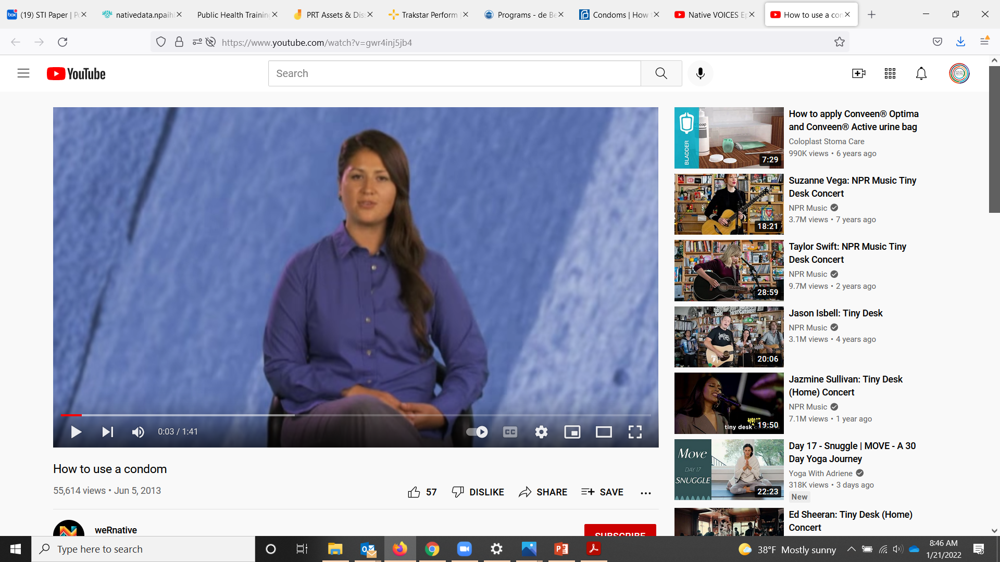 (19) STI Paper | P
nativedata.npaihl
Public Health Training
PRT Assets & Dis
Trakstar Perform
Programs - de Be
Condoms | How
Native VOICES Ep
How to use a con
https://www.youtube.com/watch?v=gwr4inj5jb4
YouTube
Search
0:03 / 1:41
CC
How to use a condom
55,614 views • Jun 5, 2013
57
DISLIKE
SHARE
SAVE
weRnative
SUBSCRIBE
BLADDER
7:29
How to apply Conveen® Optima
and Conveen® Active urine bag
Coloplast Stoma Care
990K views • 6 years ago
18:21
Suzanne Vega: NPR Music Tiny
Desk Concert
NPR Music
3.7M views • 7 years ago
28:59
Taylor Swift: NPR Music Tiny
Desk Concert
NPR Music
9.7M views • 2 years ago
20:06
Jason Isbell: Tiny Desk
NPR Music
3.1M views • 4 years ago
tiny desk
19:50
Jazmine Sullivan: Tiny Desk
(Home) Concert
NPR Music
7.1M views • 1 year ago
Move
DAY 17
SNUGGLE
22:23
Day 17 - Snuggle | MOVE - A 30
Day Yoga Journey
Yoga With Adriene
318K views • 3 days ago
New
Ed Sheeran: Tiny Desk (Home)
Concert
Type here to search
38°F Mostly sunny
8:46 AM
1/21/2022